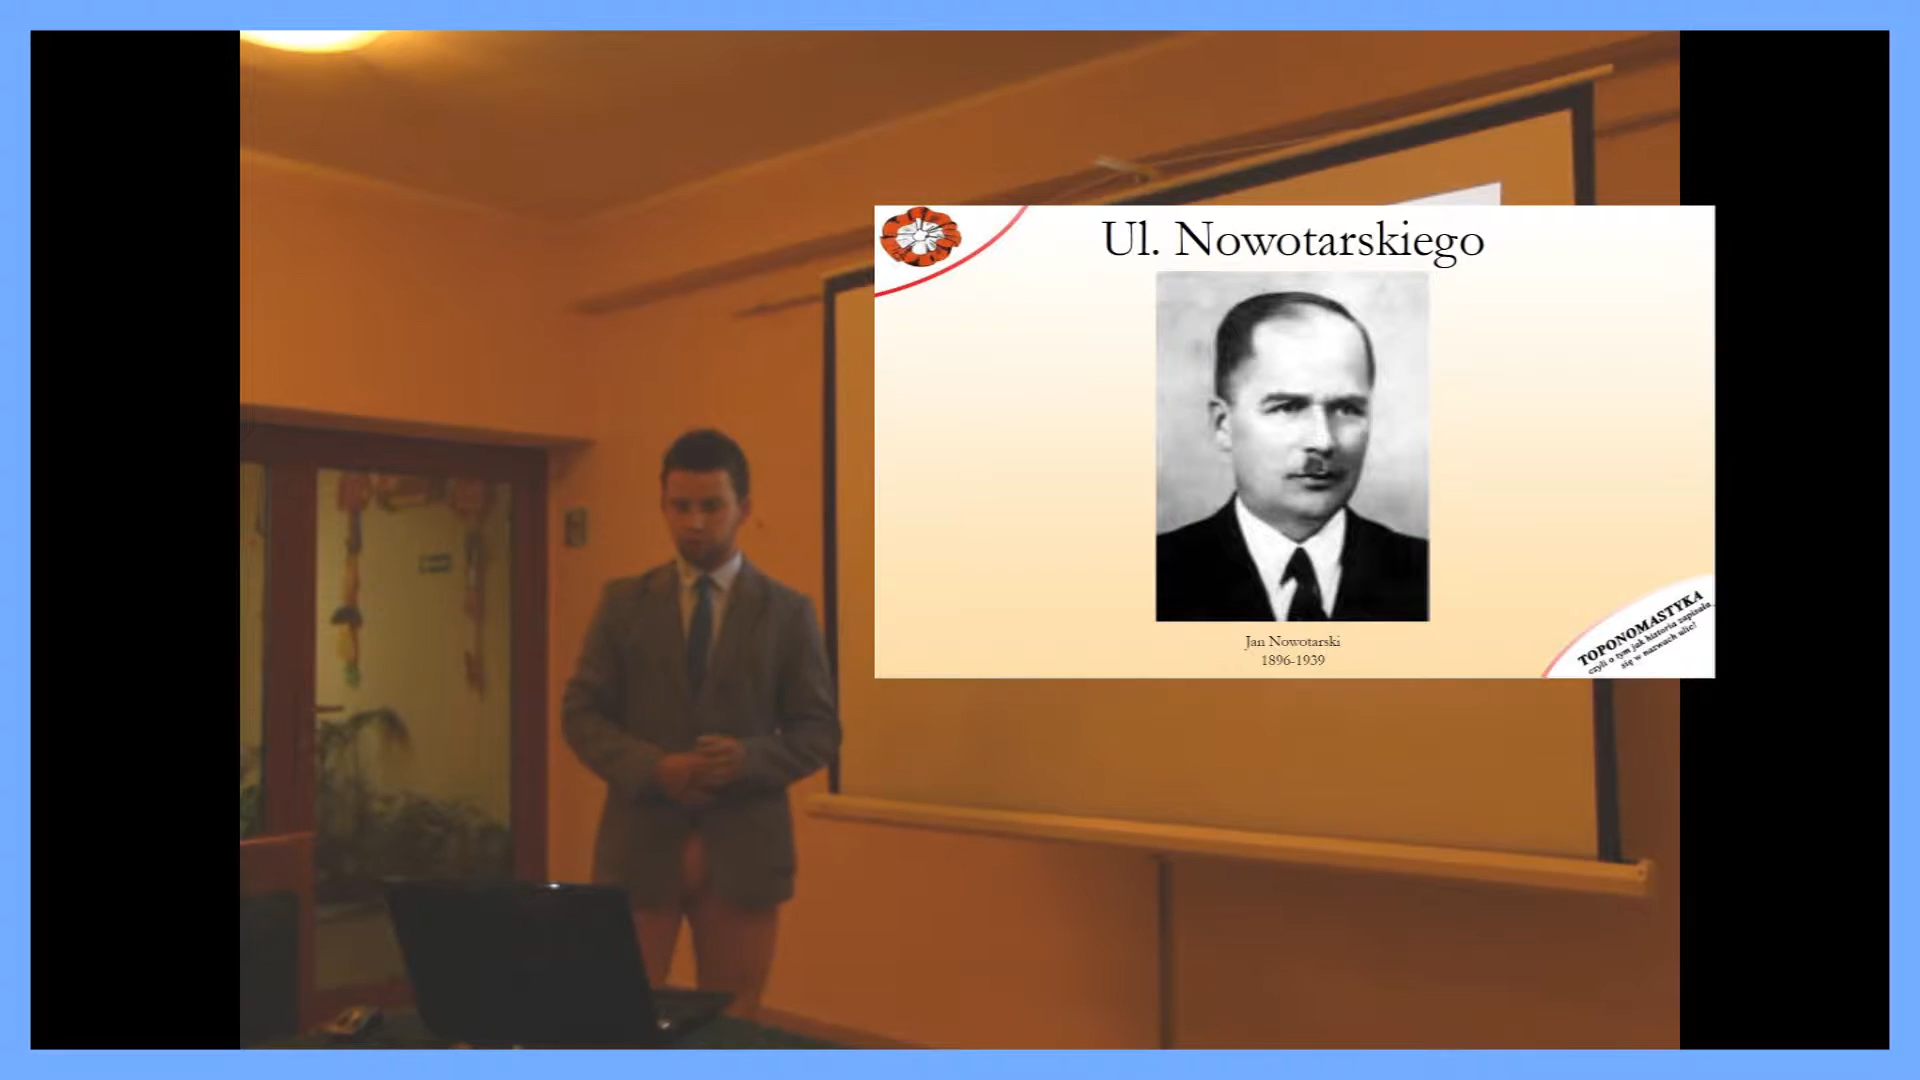 Ul. Nowotarskiego
Jan Nowotarski
1896-1939
TOPONOMASTYKA
czyli o tym jak historia zapisała
się w nazwach ulic!